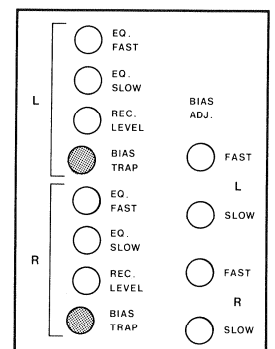 L
EQ.
FAST
EQ.
SLOW
REC.
LEVEL
BIAS
TRAP
R
EQ.
FAST
EQ.
SLOW
REC.
LEVEL
BIAS
TRAP
BIAS
ADJ.
FAST
L
SLOW
FAST
R
SLOW